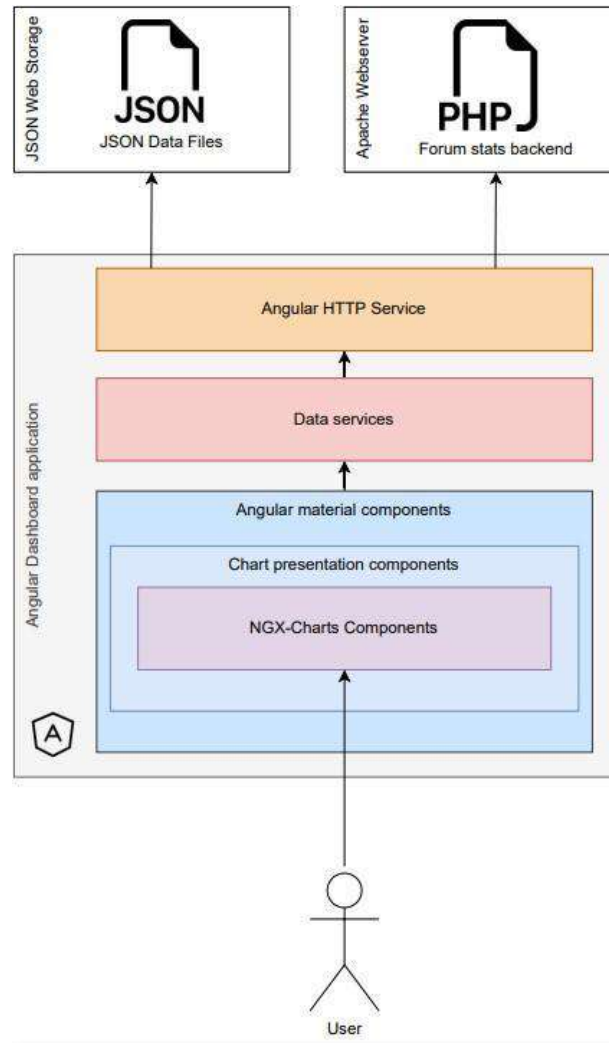 JSON Web Storage
JSON
JSON Data Files
Apache Webserver
PHP
Forum stats backend
Angular Dashboard application
Angular HTTP Service
Data services
Angular material components
Chart presentation components
NGX-Charts Components
A
User